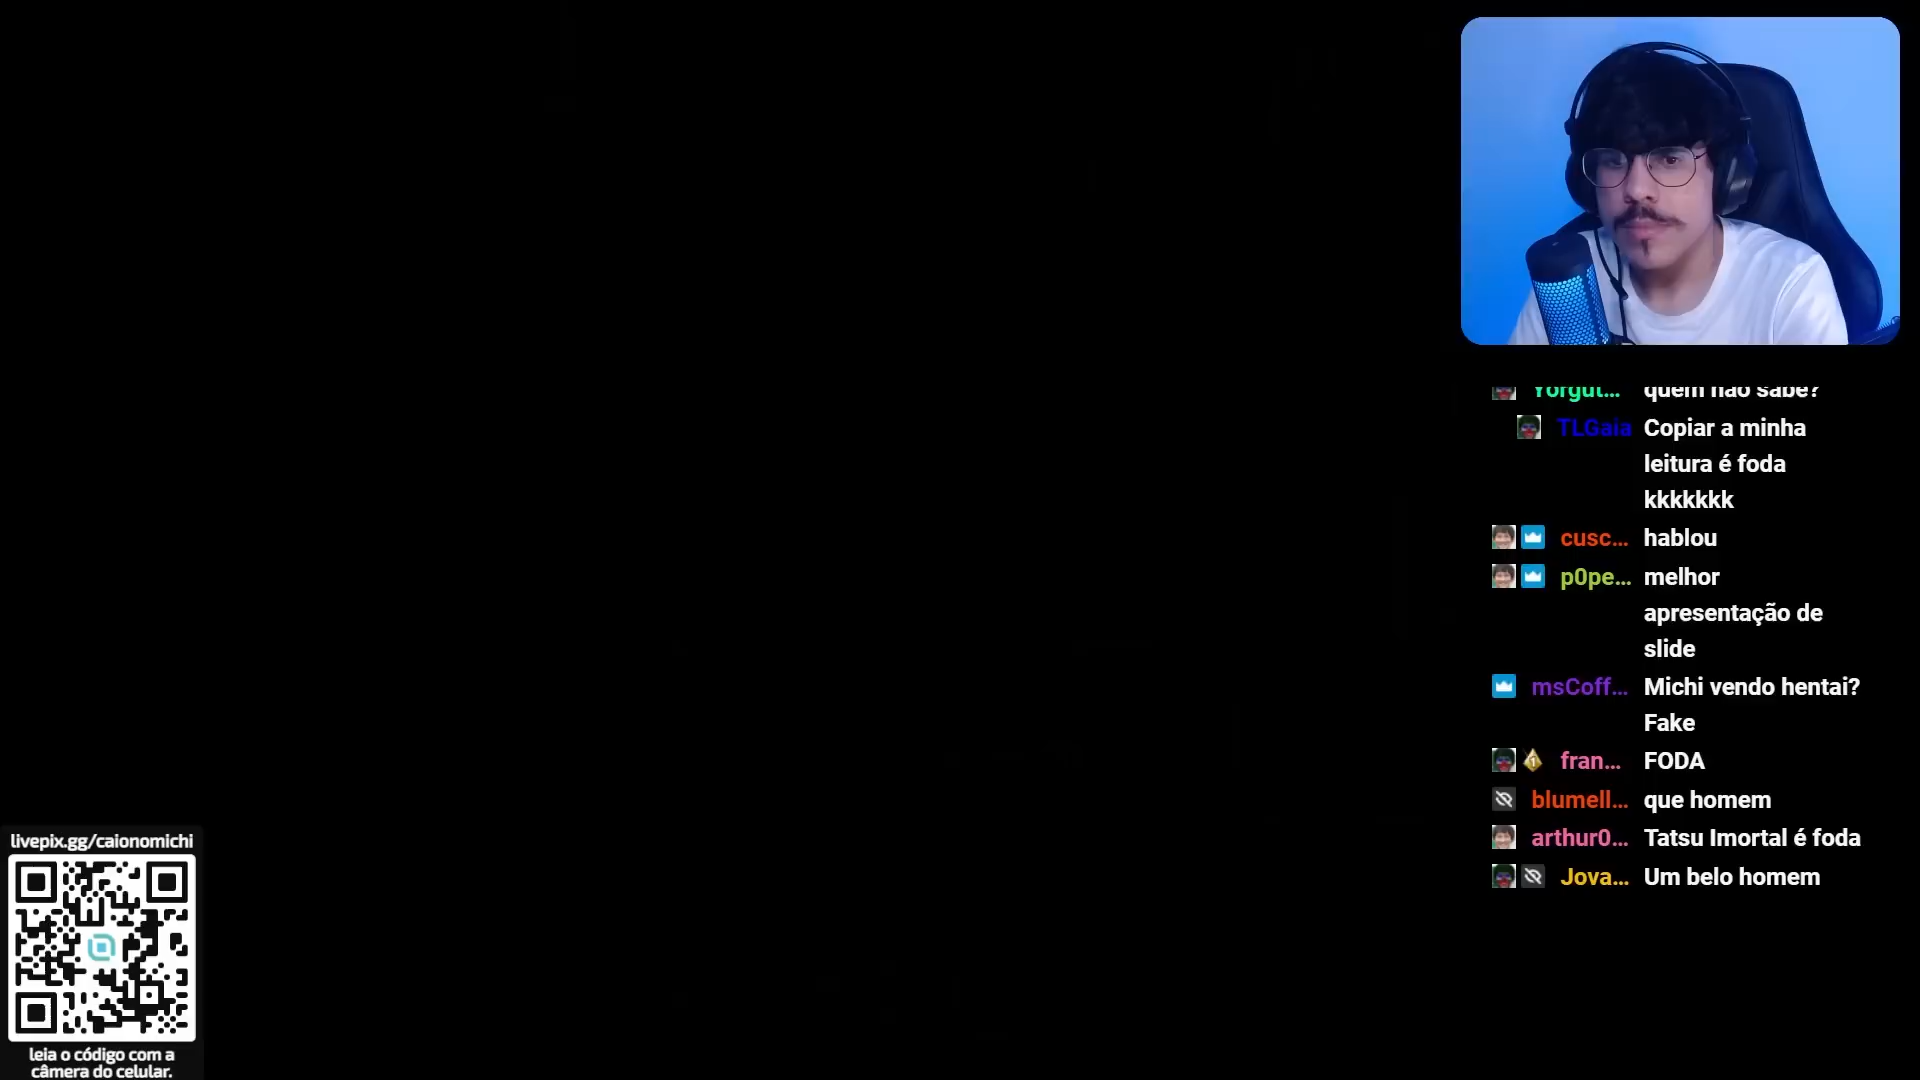 Yorgut... quem não sabe?
TLGaia Copiar a minha
leitura é foda
kkkkkkk
cusc... hablou
p0pe... melhor
apresentação de
slide
msCoff... Michi vendo hentai?
Fake
fran... FODA
blumell... que homem
arthur0... Tatsu Imortal é foda
Jova... Um belo homem
livepix.gg/caionomichi
leia o código com a
câmera do celular.